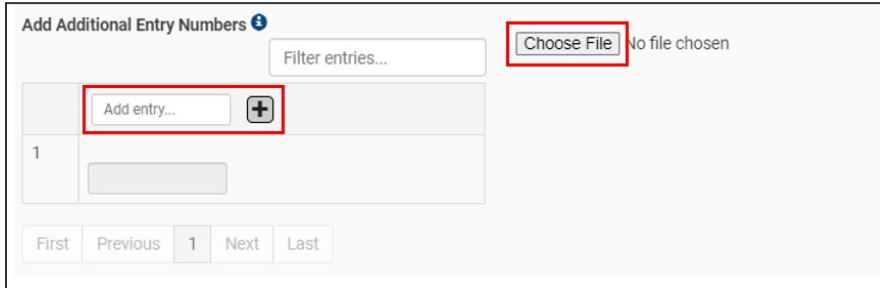 Add Additional Entry Numbers
Filter entries...
Choose File No file chosen
Add entry...
1
First Previous 1 Next Last